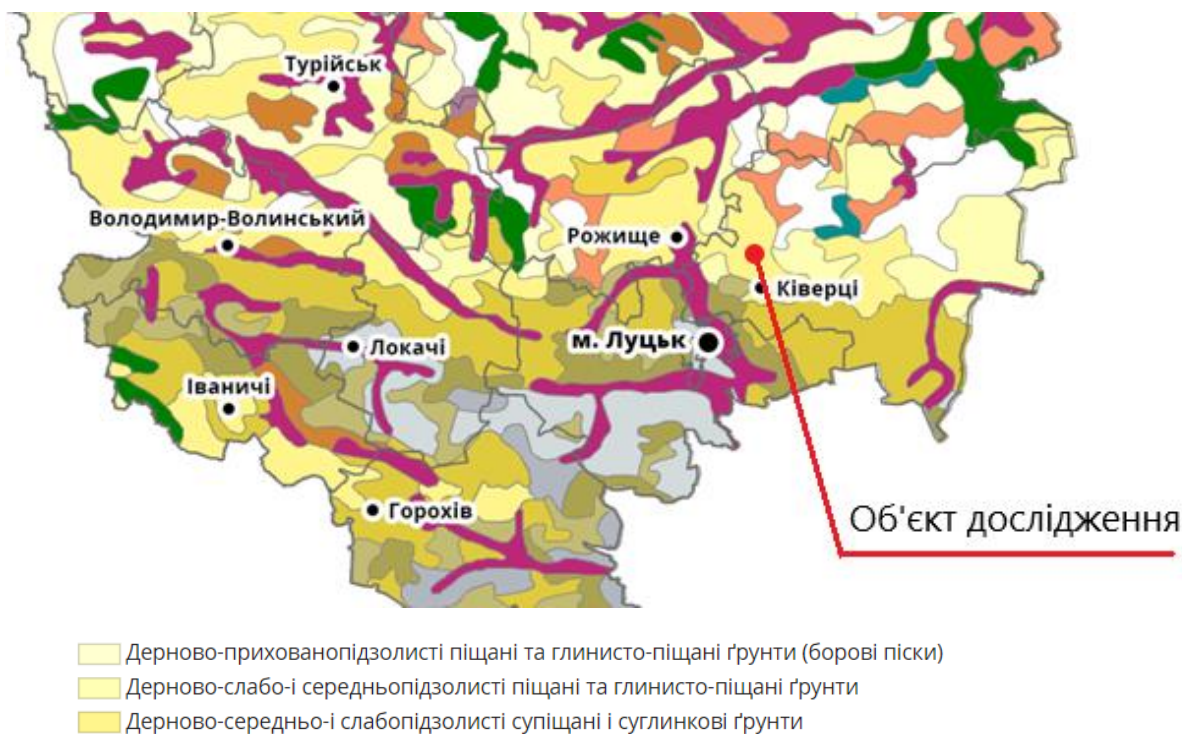 Турійськ
Володимир-Волинський
Рожище
Ківерці
м. Луцьк
Локачі
Іваничі
Горохів
Об'єкт дослідження
Дерново-прихованопідзолисті піщані та глинисто-піщані ґрунти (борові піски)
Дерново-слабо-і середньопідзолисті піщані та глинисто-піщані ґрунти
Дерново-середньо-і слабопідзолисті супіщані і суглинкові ґрунти